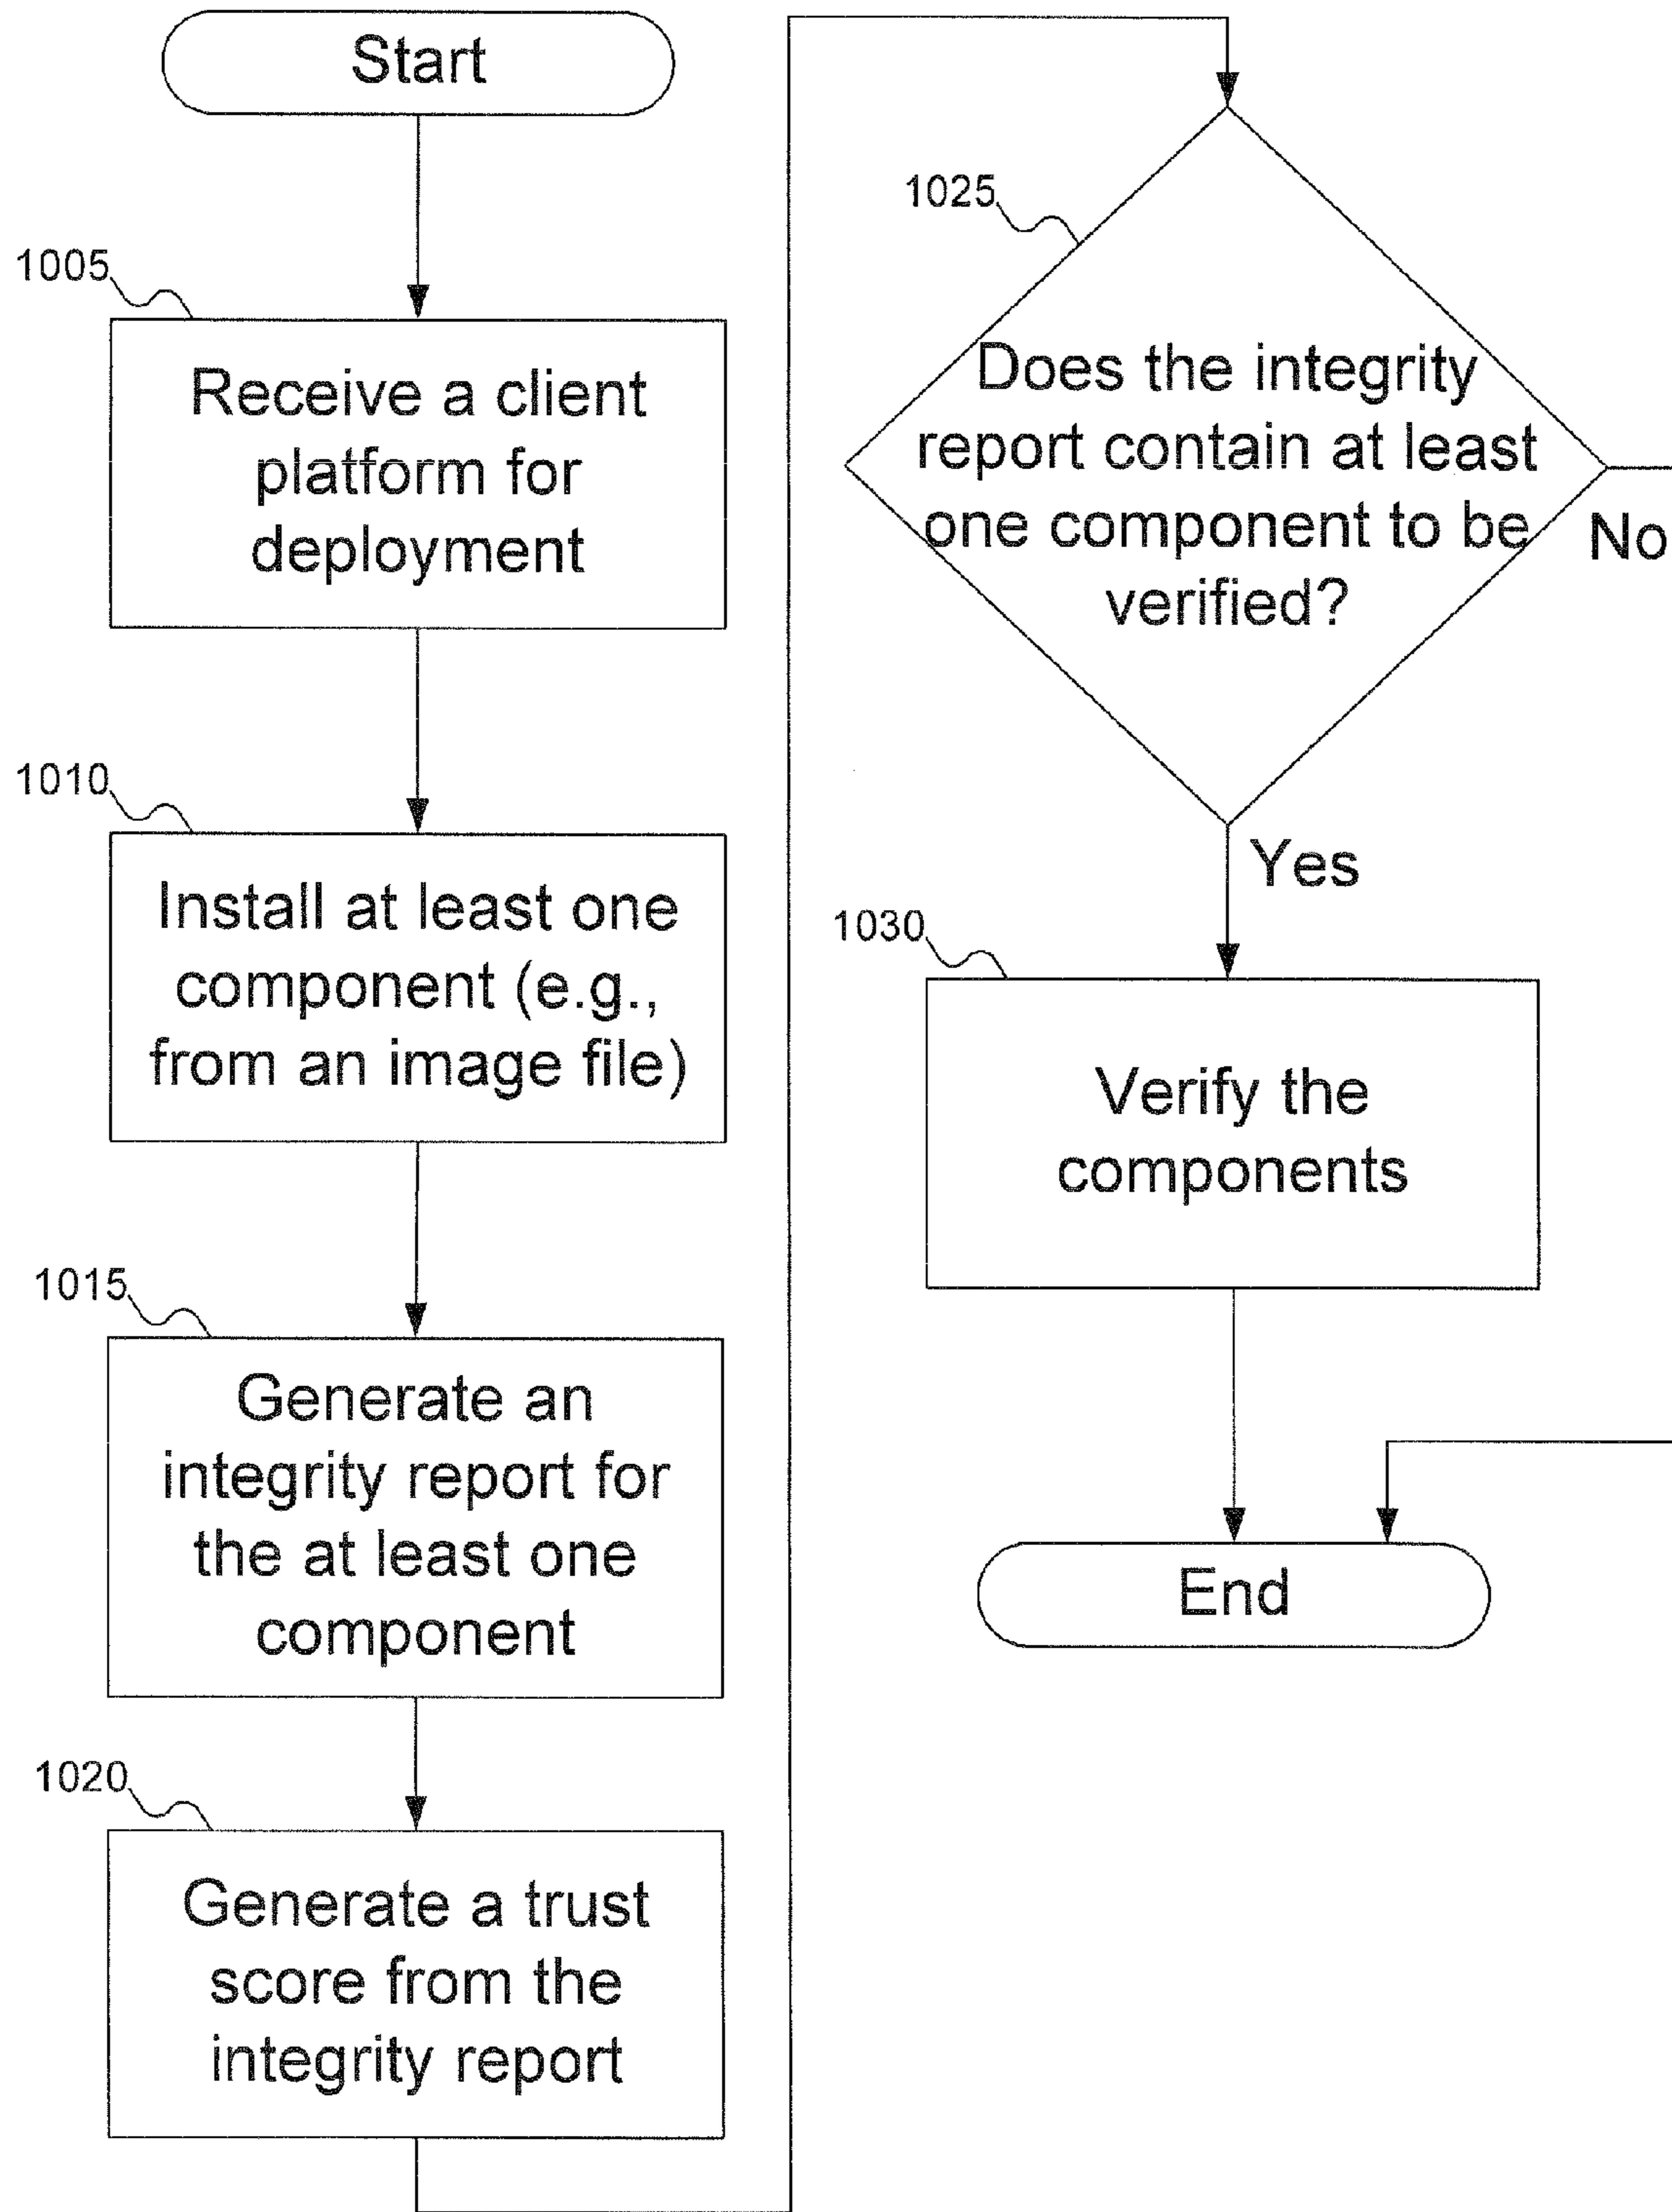 Start
1005
Receive a client
platform for
deployment
1010
Install at least one
component (e.g.,
from an image file)
1015
Generate an
integrity report for
the at least one
component
1020
Generate a trust
score from the
integrity report
1025
Does the integrity
report contain at least
one component to be
verified?
No
Yes
1030
Verify the
components
End